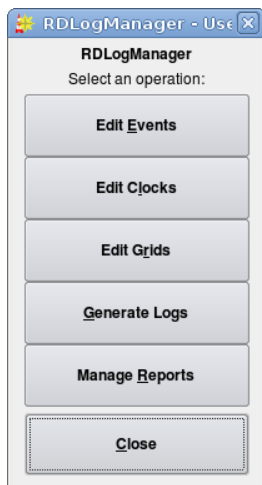 RDLogManager - Use
RDLogManager
Select an operation:
Edit Events
Edit Clocks
Edit Grids
Generate Logs
Manage Reports
Close